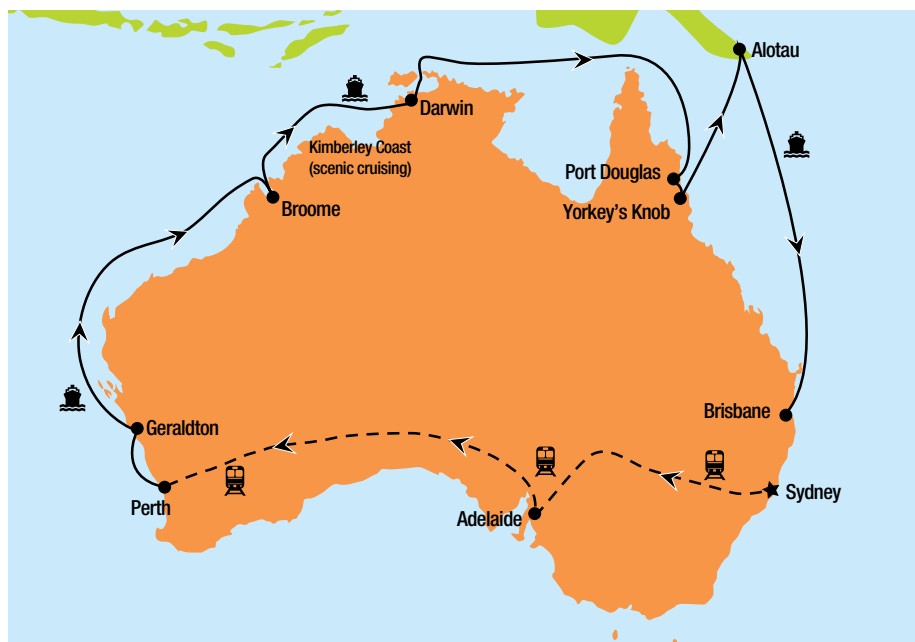 Alotau
Darwin
Kimberley Coast
(scenic cruising)
Port Douglas
Broome
Yorkey's Knob
Brisbane
Geraldton
Sydney
Perth
Adelaide